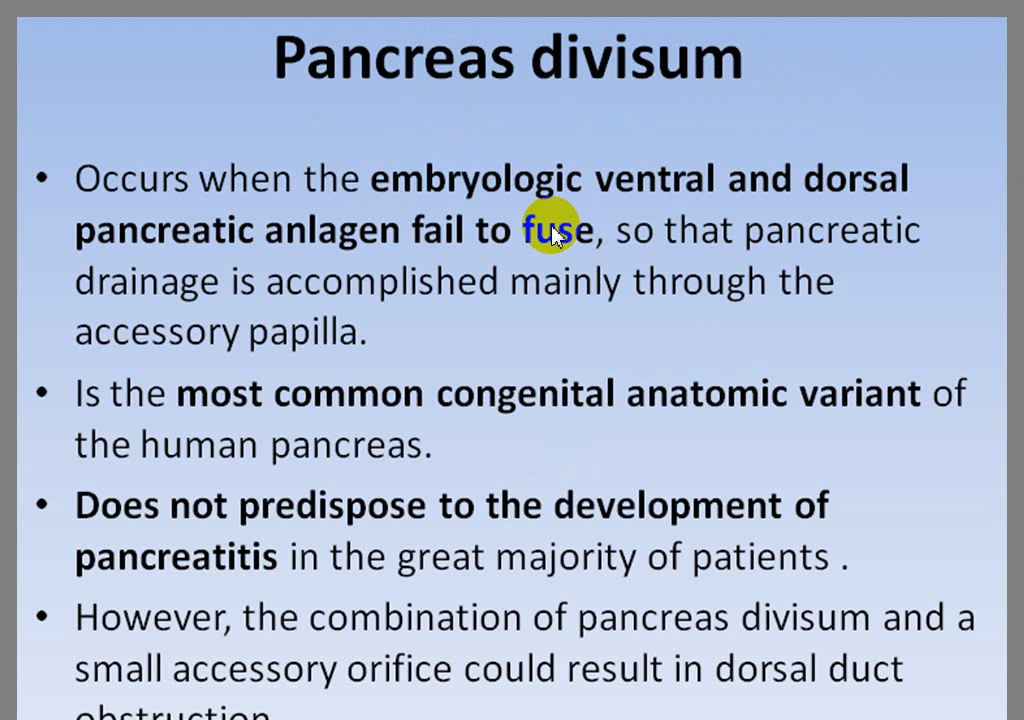 Pancreas divisum
• Occurs when the embryologic ventral and dorsal
pancreatic anlagen fail to fuse, so that pancreatic
drainage is accomplished mainly through the
accessory papilla.
• Is the most common congenital anatomic variant of
the human pancreas.
• Does not predispose to the development of
pancreatitis in the great majority of patients .
• However, the combination of pancreas divisum and a
small accessory orifice could result in dorsal duct
obstruction.